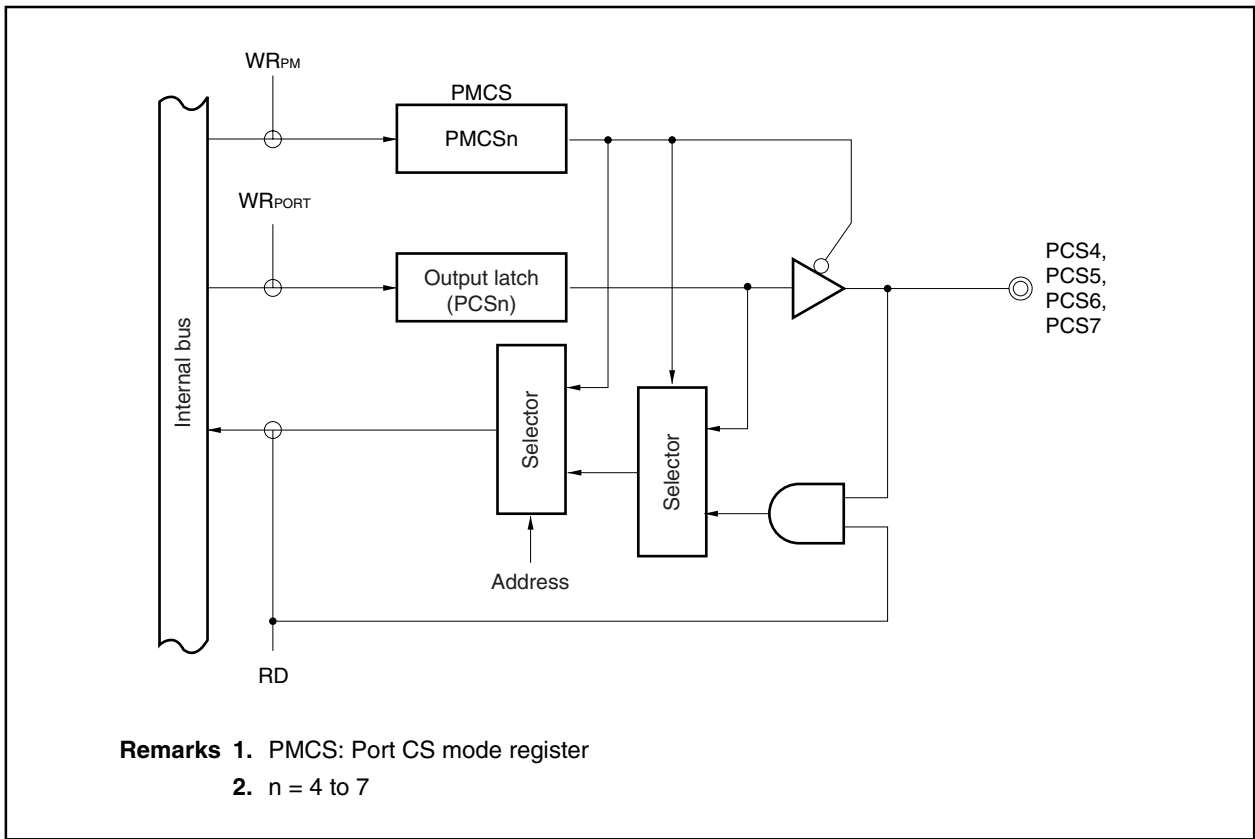 WRPM
PMCS
PMCSn
WRPORT
Output latch
(PCSn)
PCS4,
PCS5,
PCS6,
PCS7
Internal bus
Selector
Selector
Address
RD
Remarks 1. PMCS: Port CS mode register
2. n = 4 to 7